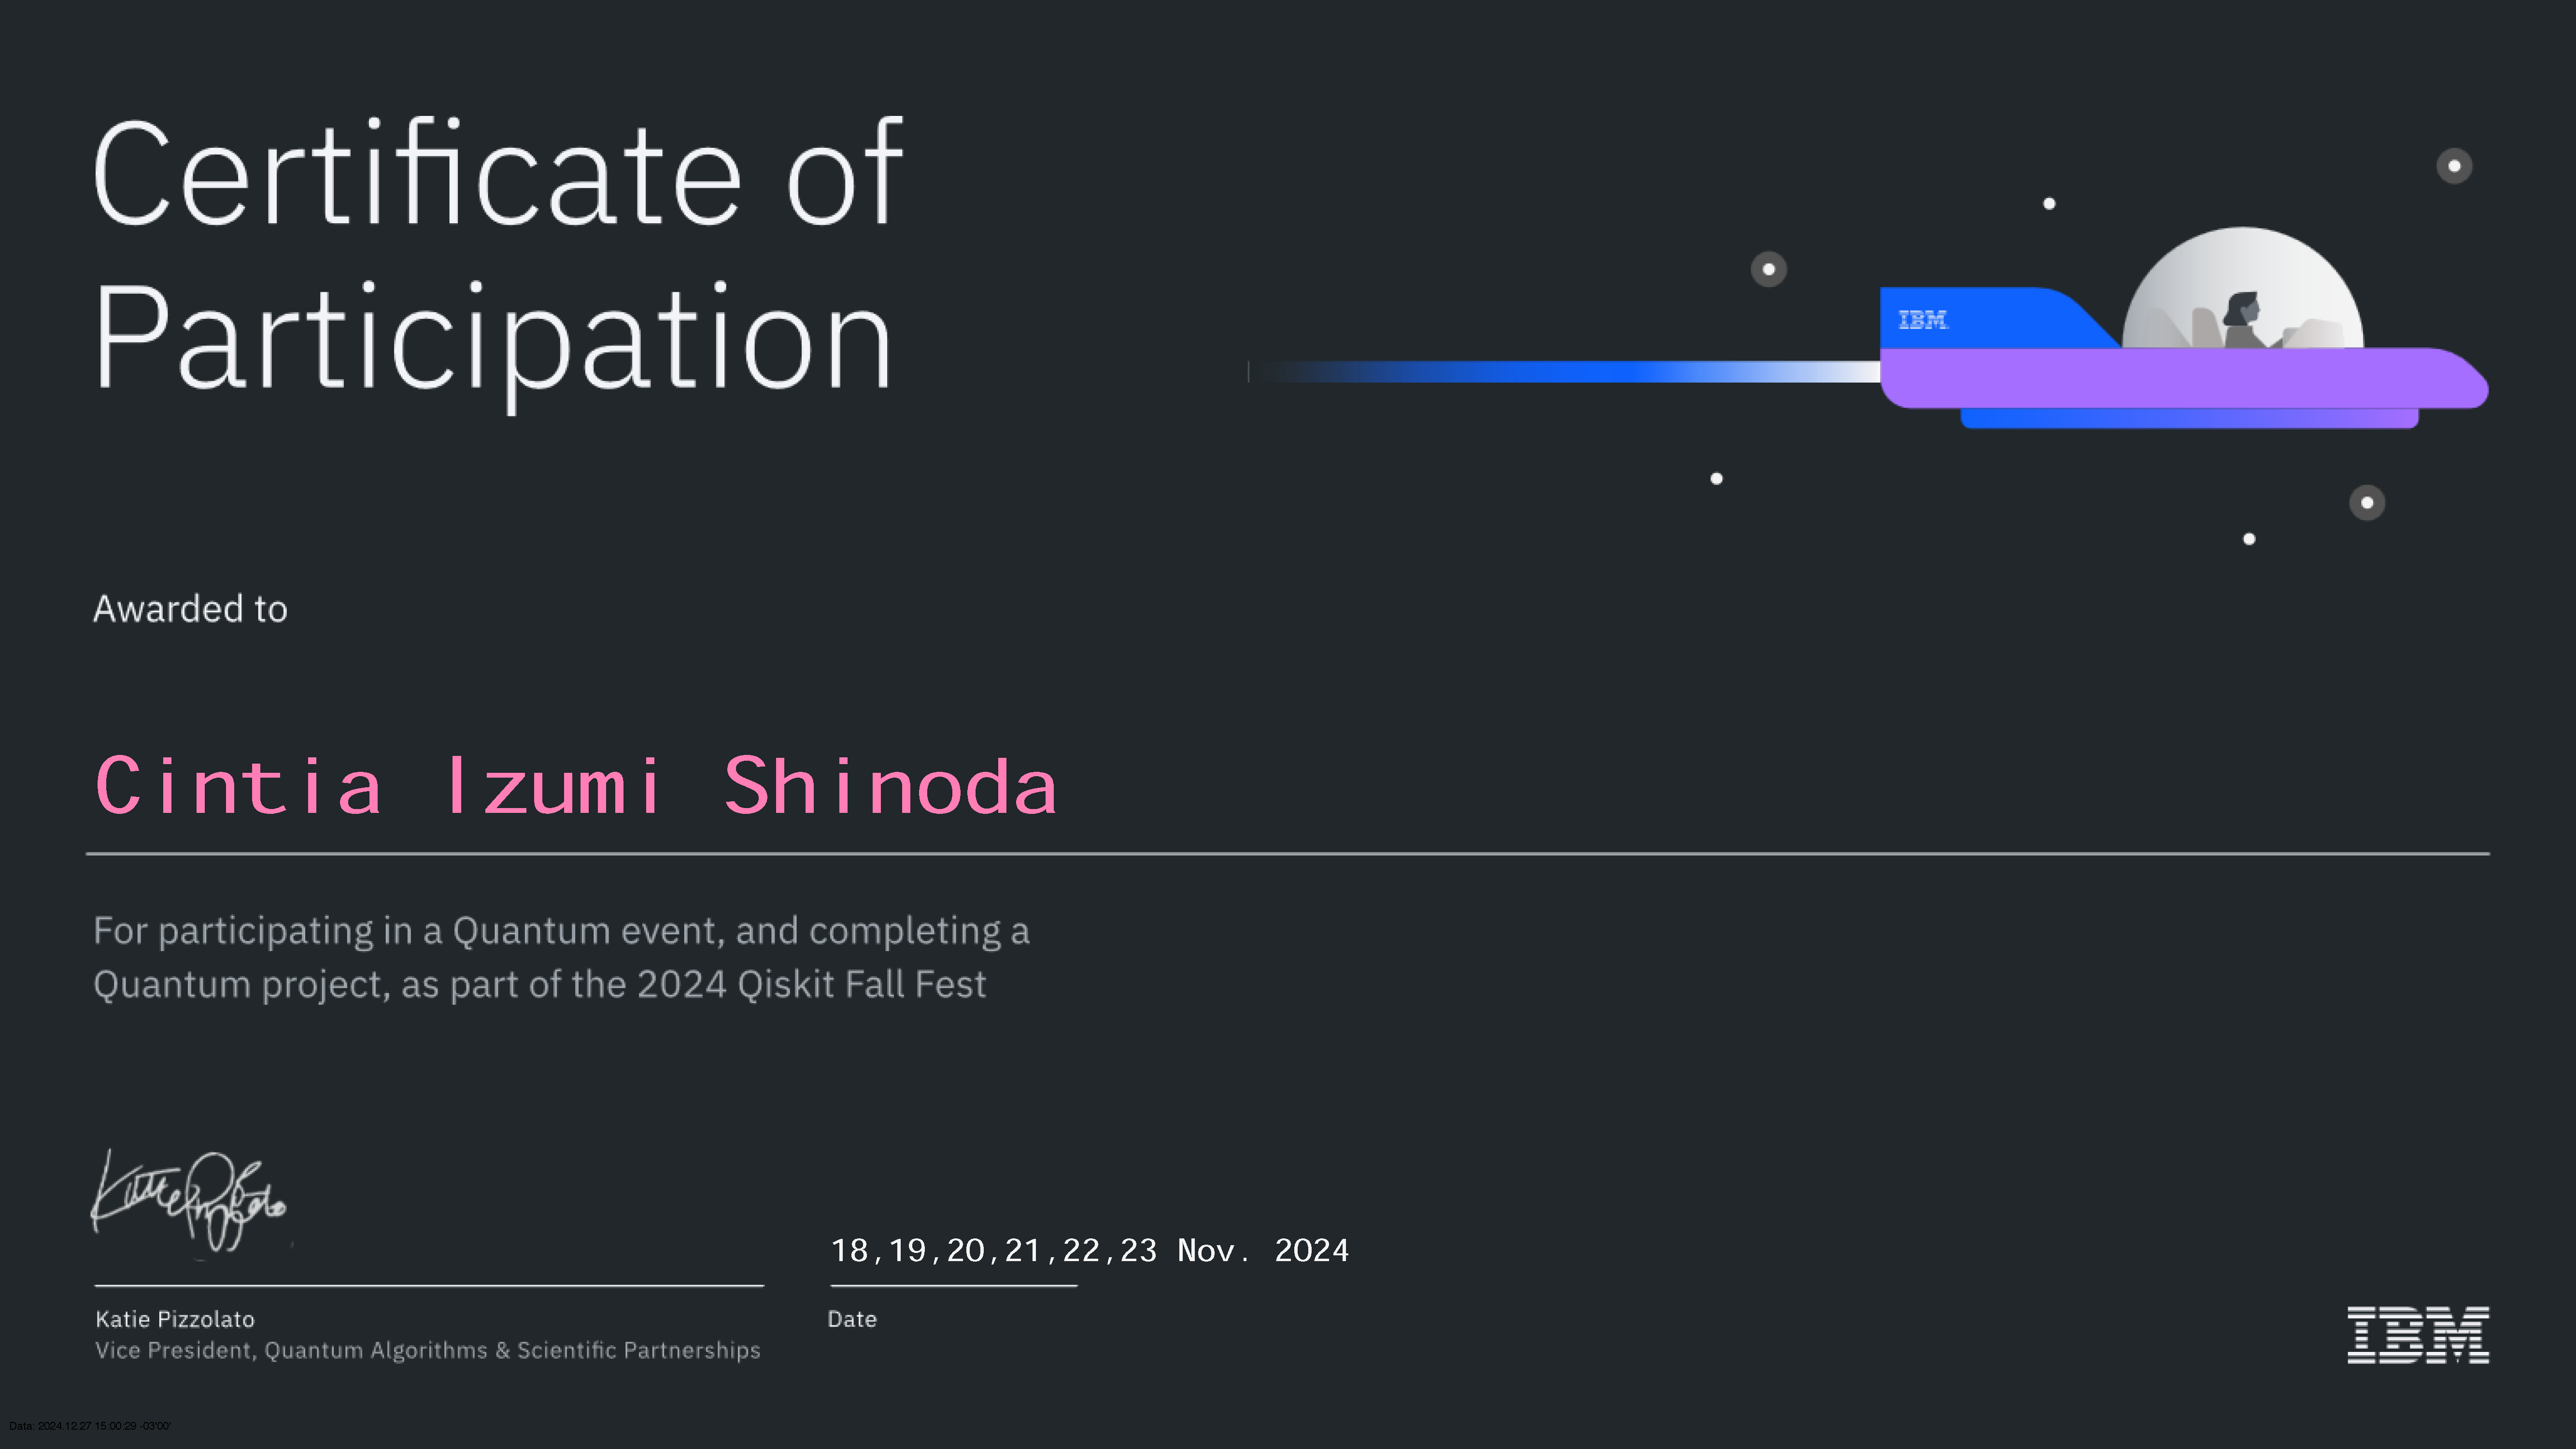 Certificate of
Participation
IBM
Awarded to
Cintia Izumi Shinoda
For participating in a Quantum event, and completing a
Quantum project, as part of the 2024 Qiskit Fall Fest
Katie Pizzolato
18,19,20,21,22,23 Nov. 2024
Katie Pizzolato
Vice President, Quantum Algorithms & Scientific Partnerships
Date
IBM
Data: 2024.12.27 15:00:29 -03'00'